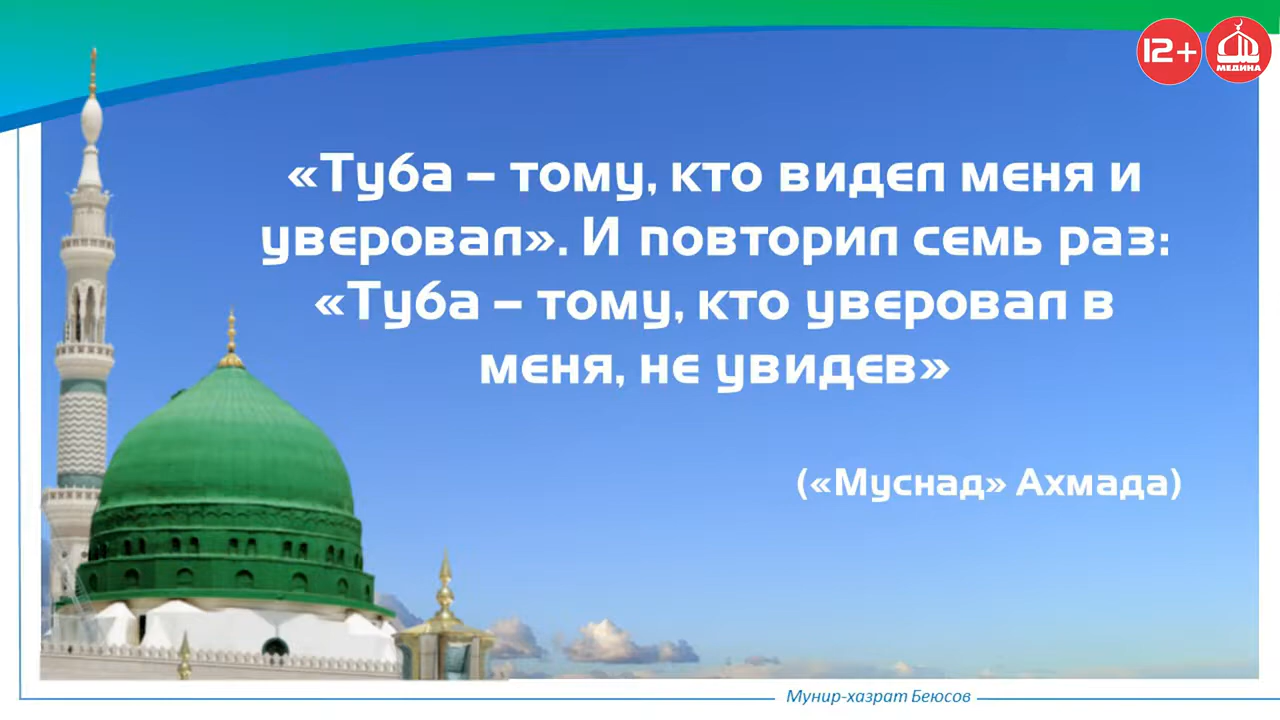 12+
МЕДИНА
«Туба – тому, кто видел меня и
уверовал». И повторил семь раз:
«Туба – тому, кто уверовал в
меня, не увидев»
(«Муснад» Ахмада)
Мунир-хазрат Беюсов